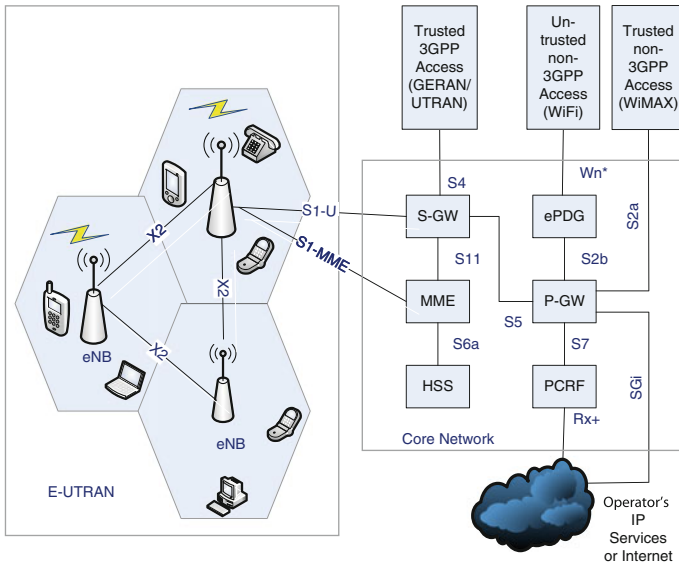 Trusted
3GPP
Access
(GERAN/
UTRAN)
Un-
trusted
non-
3GPP
Access
(WiFi)
Trusted
non-
3GPP
Access
(WiMAX)
S4
Wn*
S2a
S1-U
S-GW
ePDG
X2
S1-MME
S11
S2b
X2
MME
P-GW
S5
eNB
X2
S6a
S7
SGi
HSS
PCRF
Rx+
eNB
Core Network
E-UTRAN
Operator's
IP
Services
or Internet